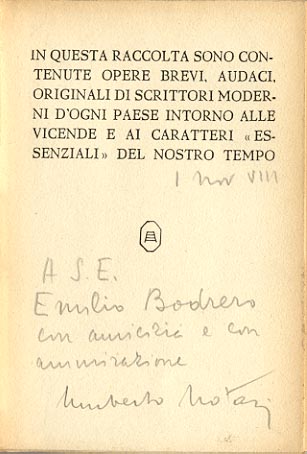 IN QUESTA RACCOLTA SONO CON-
TENUTE OPERE BREVI, AUDACI,
ORIGINALI DI SCRITTORI MODER-
NI D'OGNI PAESE INTORNO ALLE
VICENDE E AI CARATTERI «ES-
SENZIALI» DEL NOSTRO TEMPO
1 Nov VIII
A S.E.
Emilio Bodrero
con amicizia e con
ammirazione
Umberto Notari